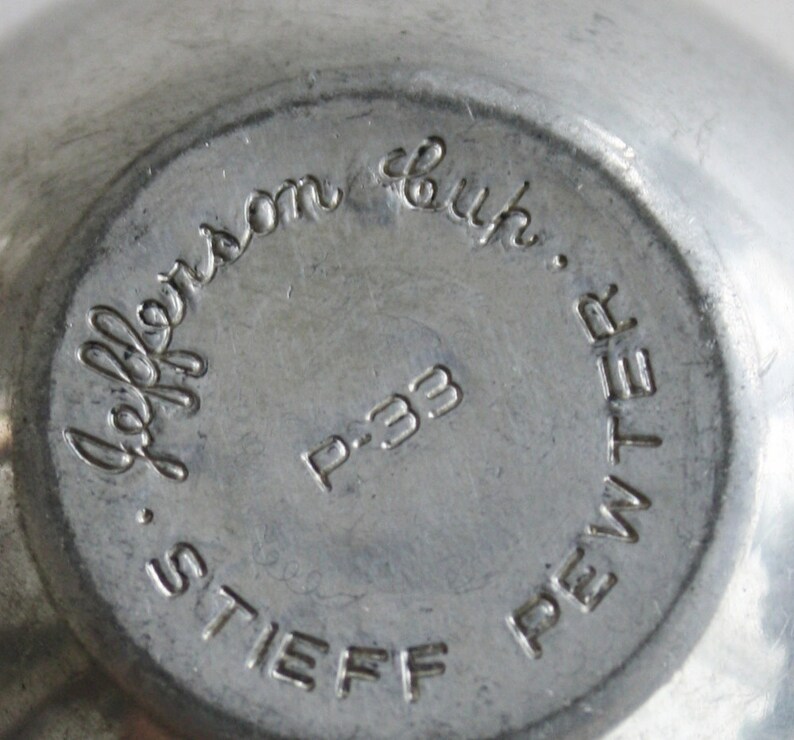 Jefferson Cup.
P-33
. STIEFF PEWTER